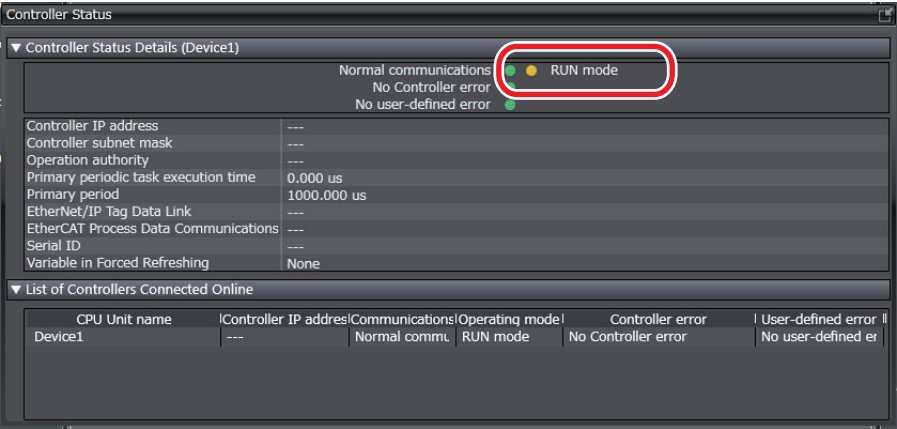 Controller Status
Controller Status Details (Device1)
Normal communications RUN mode
No Controller error
No user-defined error
Controller IP address ---
Controller subnet mask ---
Operation authority ---
Primary periodic task execution time 0.000 us
Primary period 1000.000 us
EtherNet/IP Tag Data Link ---
EtherCAT Process Data Communications ---
Serial ID ---
Variable in Forced Refreshing None
List of Controllers Connected Online
CPU Unit name Controller IP addres Communications Operating mode Controller error User-defined error
Device1 --- Normal commu RUN mode No Controller error No user-defined er